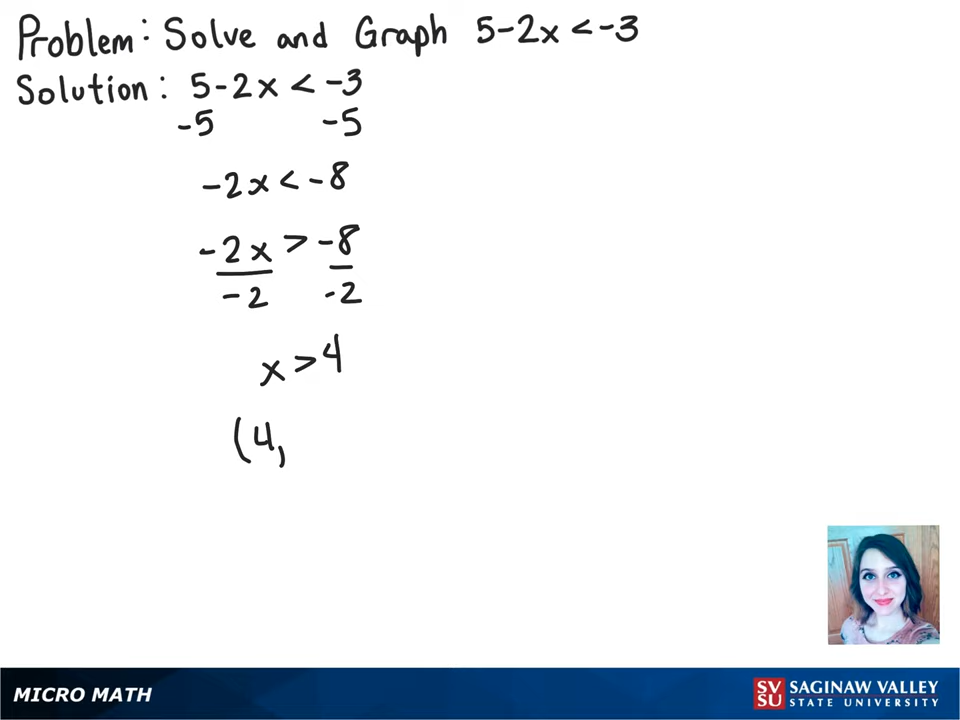 Problem: Solve and Graph 5-2x < -3
Solution: 5-2x < -3
-5 -5
-2x < -8
-2x > -8
-2 -2
x > 4
(4,
MICRO MATH
SV SU SAGINAW VALLEY
STATE UNIVERSITY